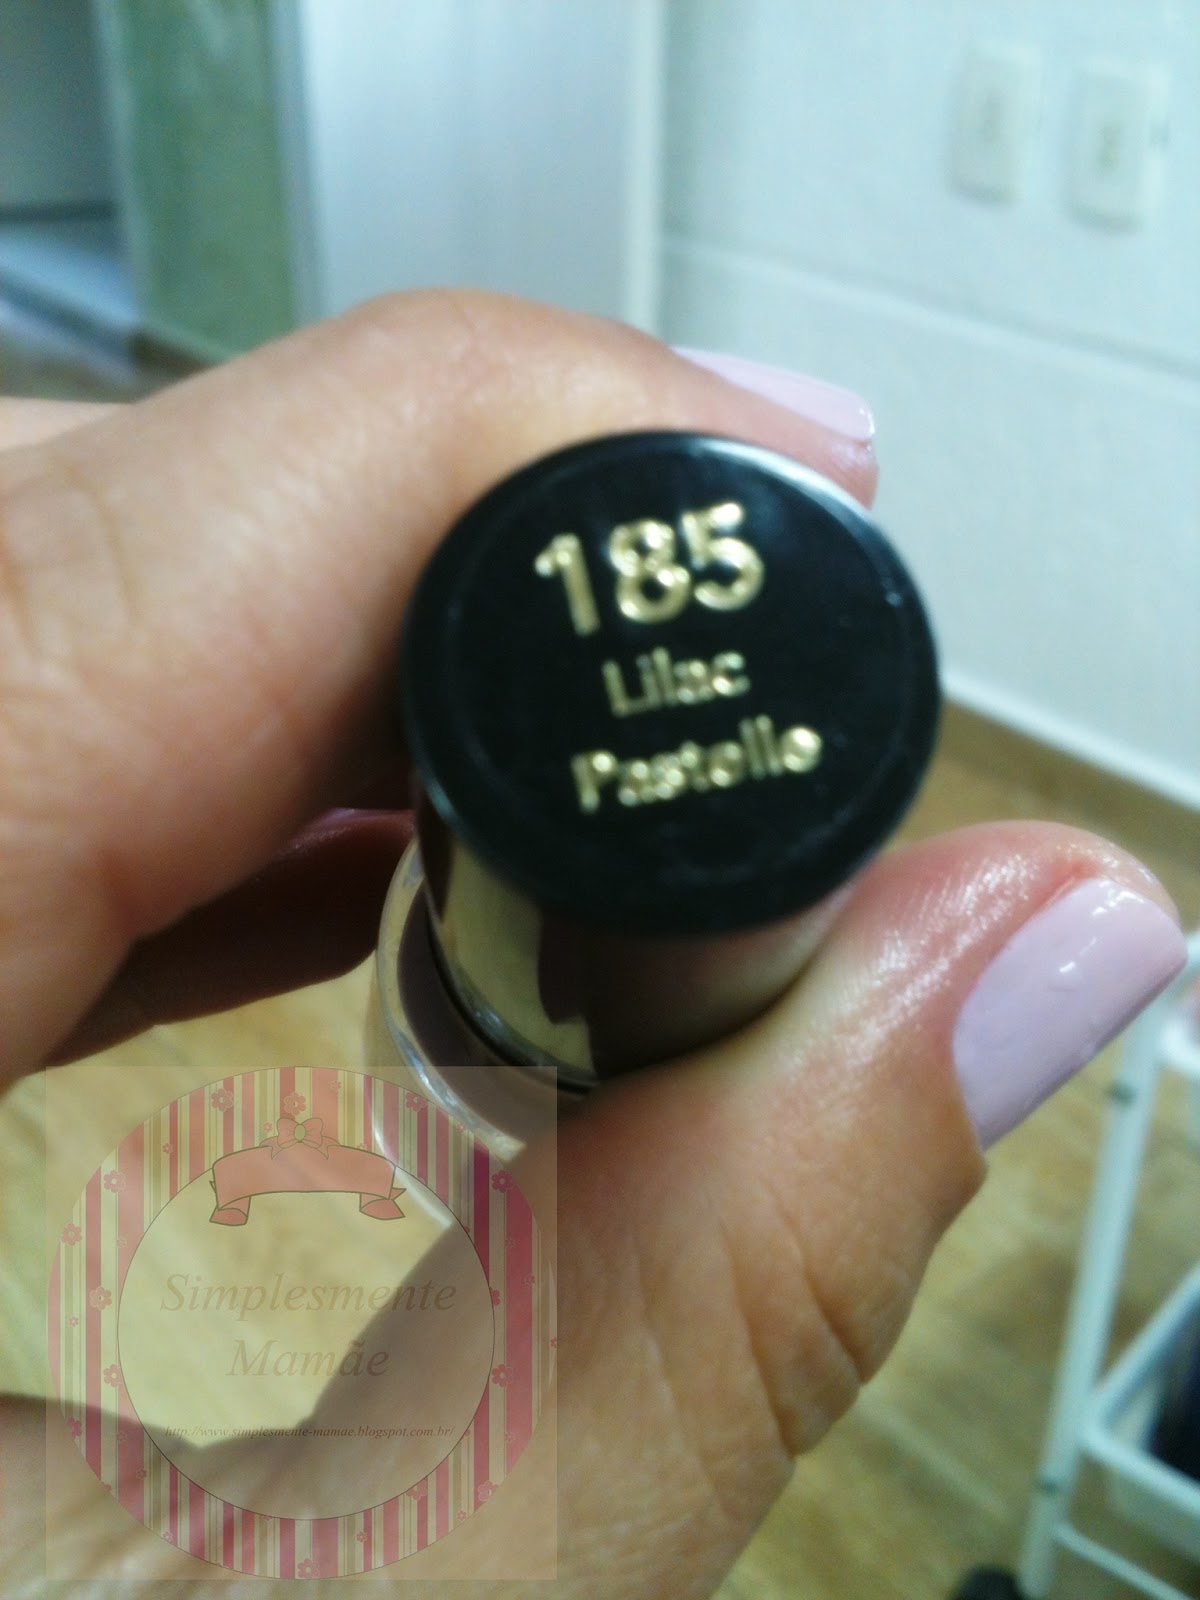 185
Lilac
Pastelle
Simplesmente
Mamãe
http://www.simplesmente-mamae.blogspot.com.br/